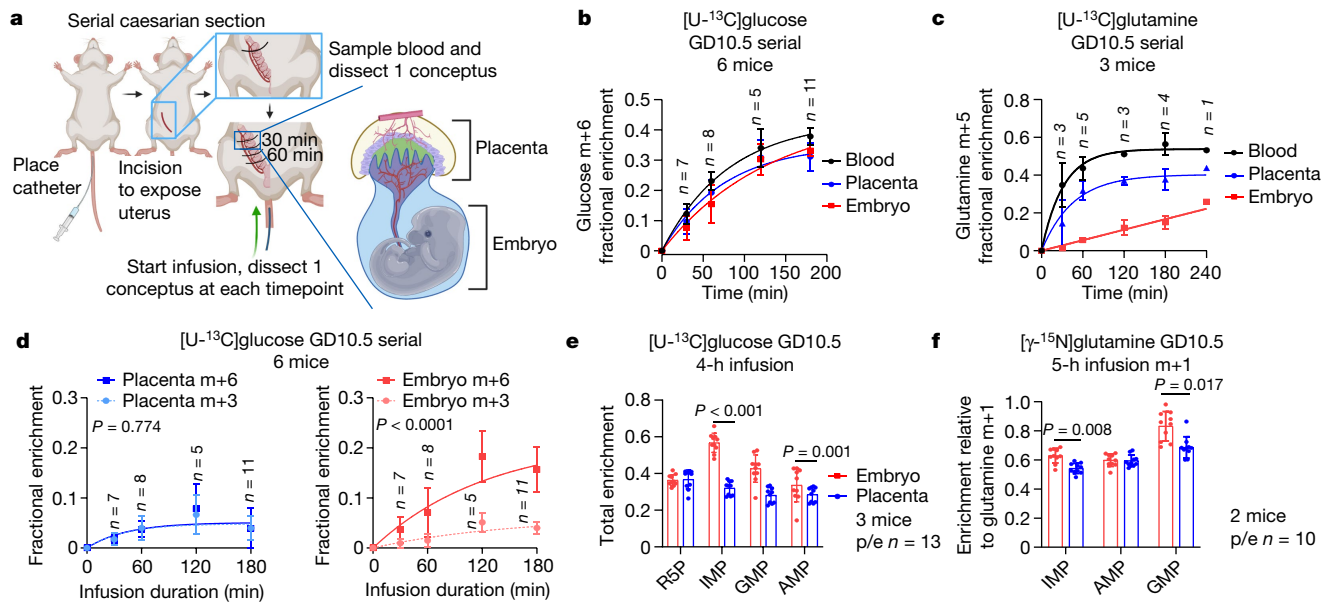 a
Serial caesarian section
Sample blood and
dissect 1 conceptus
30 min
60 min
Place
catheter
Incision
to expose
uterus
Placenta
Embryo
Start infusion, dissect 1
conceptus at each timepoint
b
[U-¹³C]glucose
GD10.5 serial
6 mice
Glucose m+6
fractional enrichment
0.5
0.4
0.3
0.2
0.1
0
n = 7
n = 8
n = 5
n = 11
Blood
Placenta
Embryo
0 50 100 150 200
Time (min)
c
[U-¹³C]glutamine
GD10.5 serial
3 mice
Glutamine m+5
fractional enrichment
0.8
0.6
0.4
0.2
0
n = 3
n = 5
n = 3
n = 4
n = 1
Blood
Placenta
Embryo
0 60 120 180 240
Time (min)
d
[U-¹³C]glucose GD10.5 serial
6 mice
Fractional enrichment
0.3
0.2
0.1
0
Placenta m+6
Placenta m+3
P = 0.774
n = 7
n = 8
n = 5
n = 11
0 60 120 180
Infusion duration (min)
Fractional enrichment
0.3
0.2
0.1
0
Embryo m+6
Embryo m+3
P < 0.0001
n = 7
n = 8
n = 5
n = 11
0 60 120 180
Infusion duration (min)
e
[U-¹³C]glucose GD10.5
4-h infusion
Total enrichment
0.8
0.6
0.4
0.2
0
P < 0.001
P = 0.001
Embryo
Placenta
3 mice
p/e n = 13
R5P IMP GMP AMP
f
[γ-¹⁵N]glutamine GD10.5
5-h infusion m+1
Enrichment relative
to glutamine m+1
1.0
0.8
0.6
0.4
0.2
0
P = 0.017
P = 0.008
2 mice
p/e n = 10
IMP AMP GMP